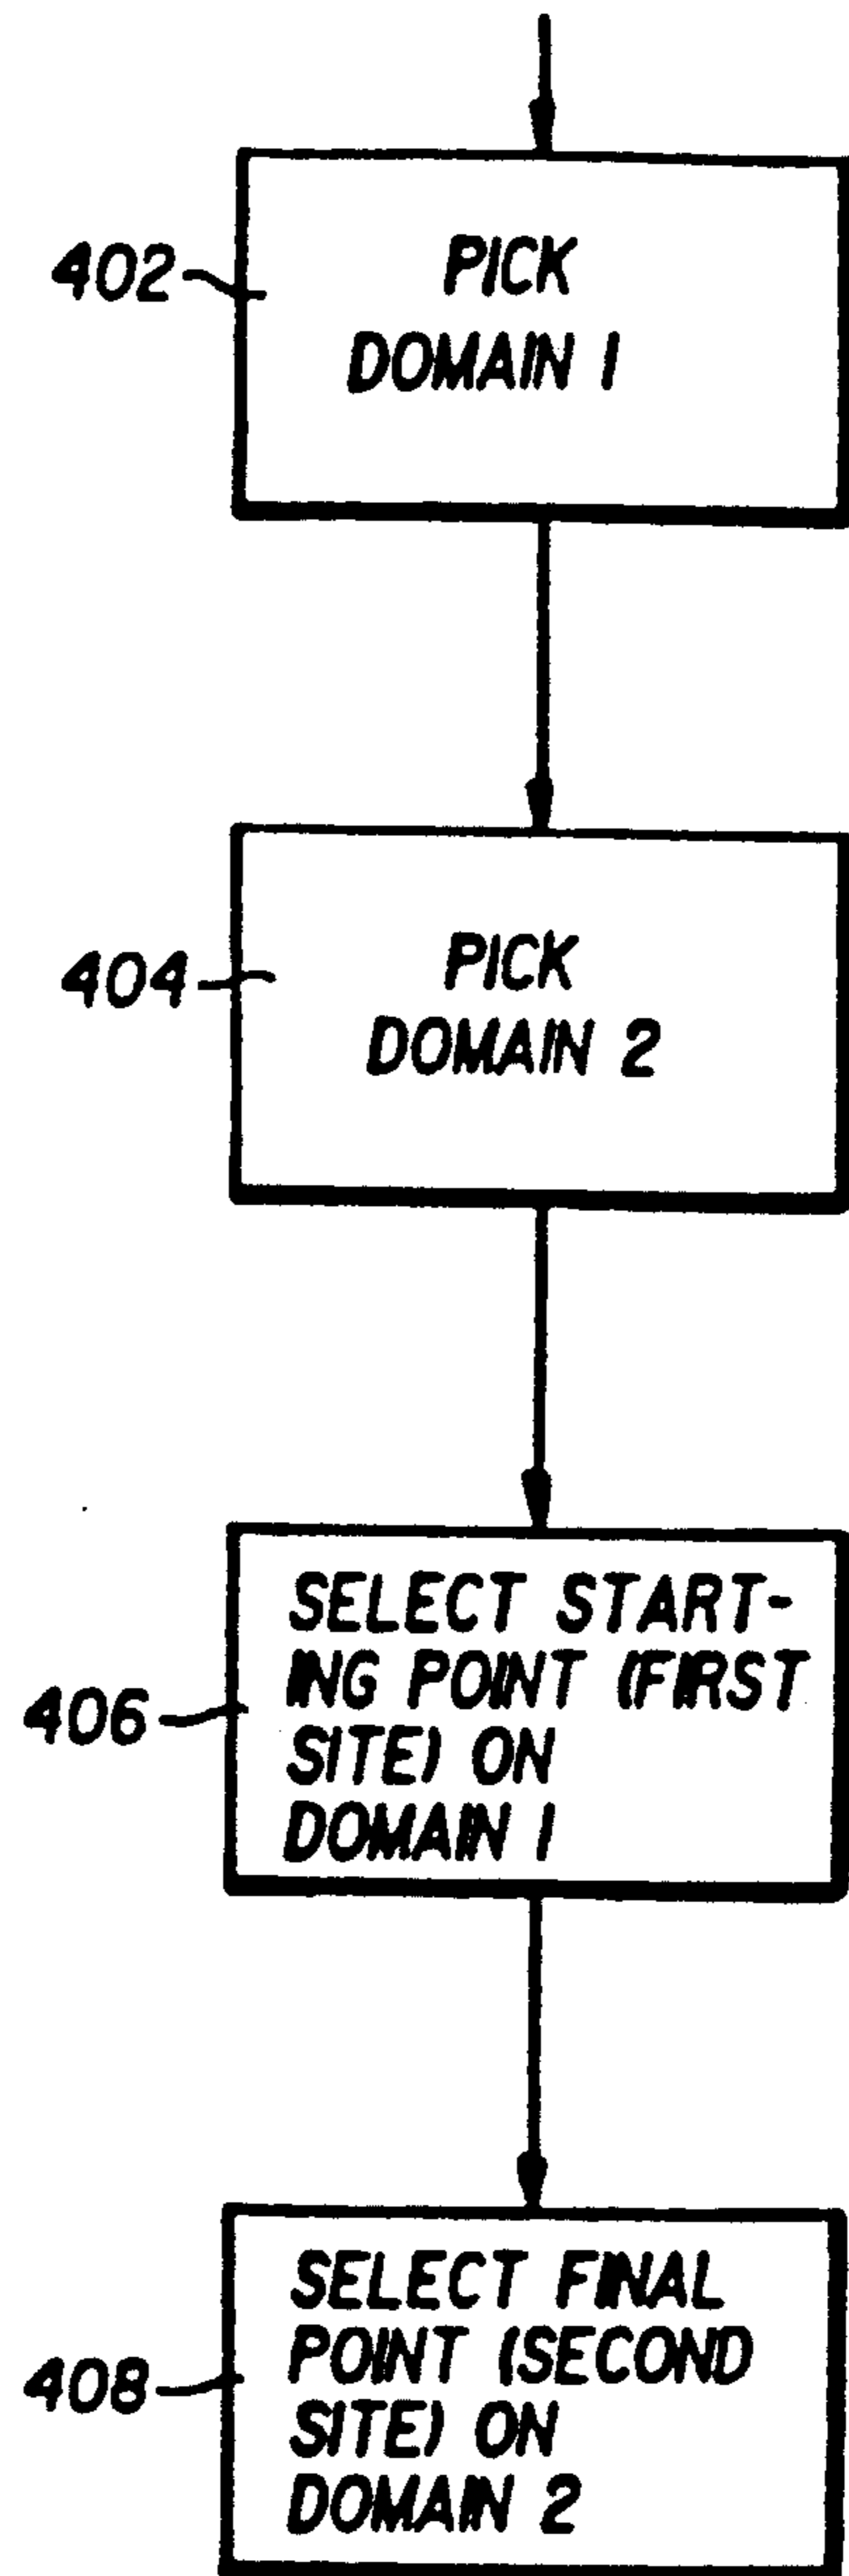 402
PICK
DOMAIN 1
404
PICK
DOMAIN 2
406
SELECT START-
ING POINT (FIRST
SITE) ON
DOMAIN 1
408
SELECT FINAL
POINT (SECOND
SITE) ON
DOMAIN 2